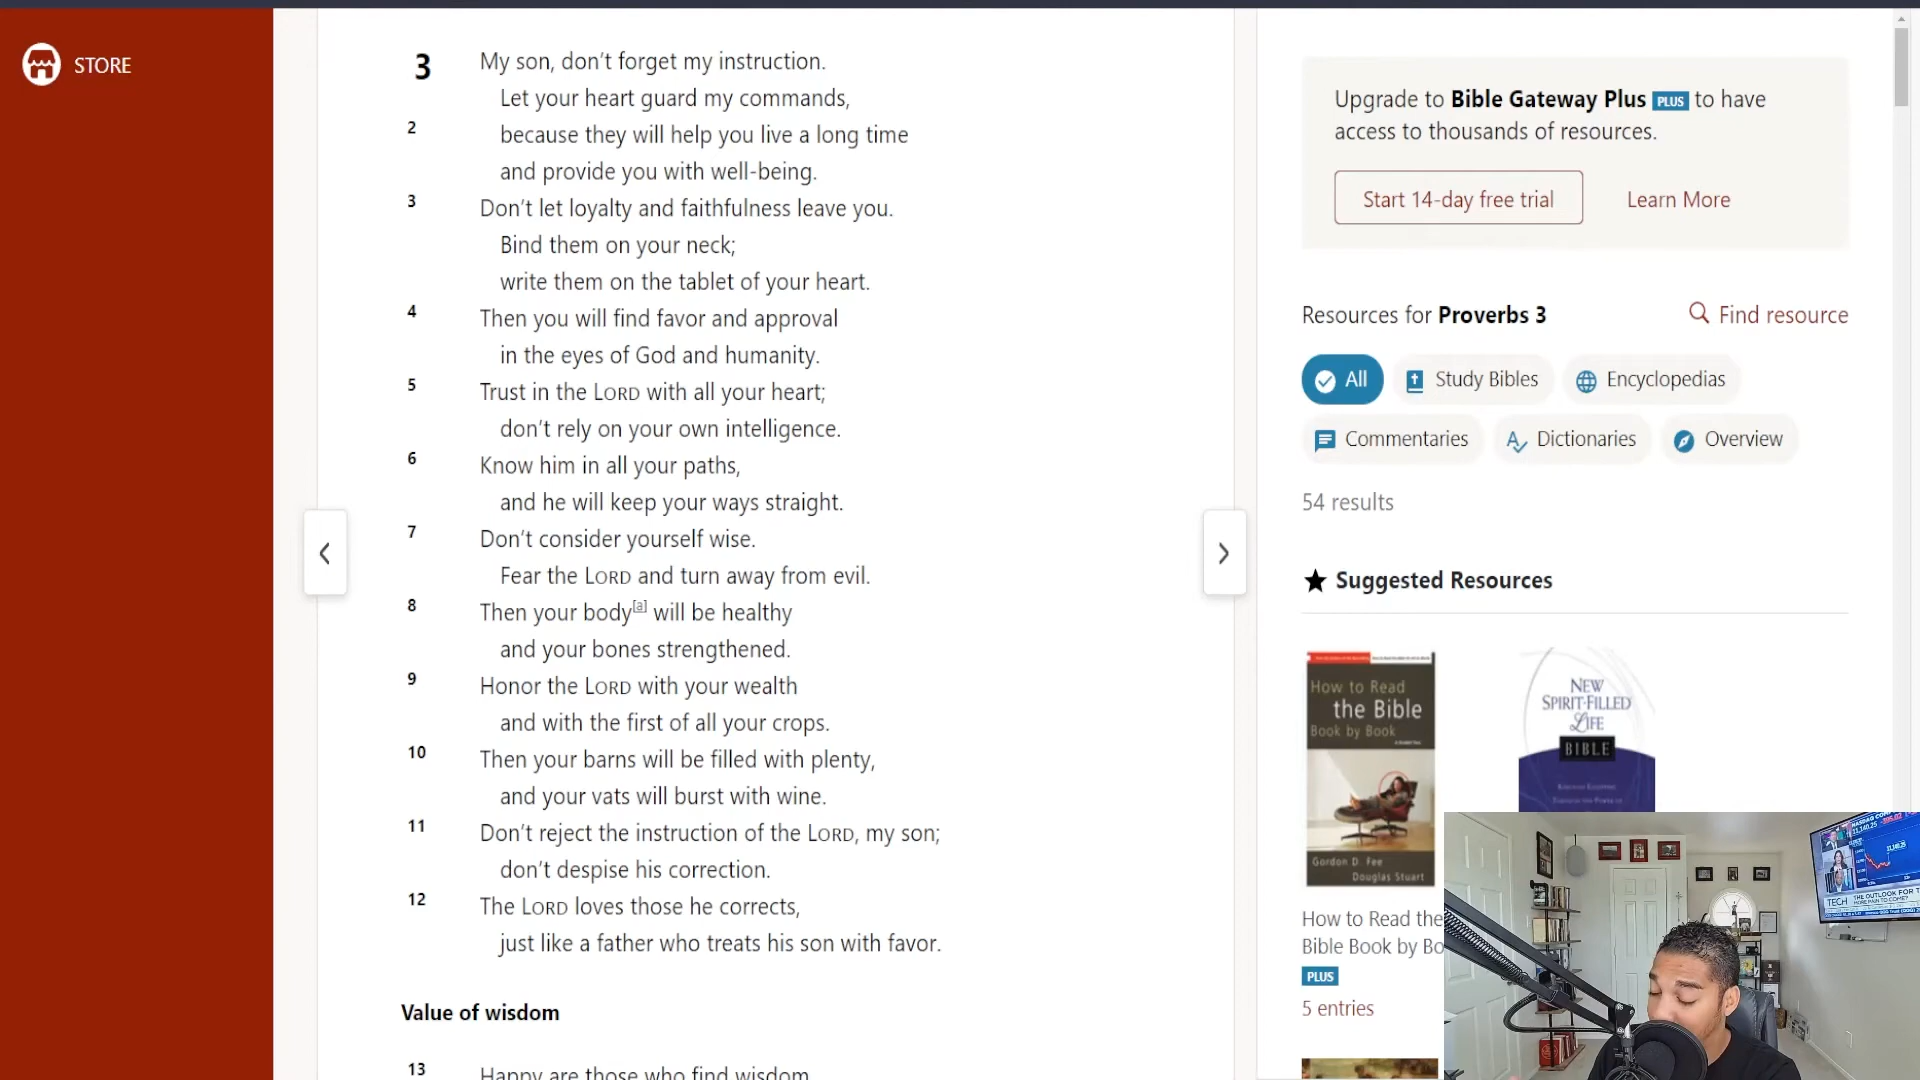 STORE
3 My son, don’t forget my instruction.
Let your heart guard my commands,
2 because they will help you live a long time
and provide you with well-being.
3 Don’t let loyalty and faithfulness leave you.
Bind them on your neck;
write them on the tablet of your heart.
4 Then you will find favor and approval
in the eyes of God and humanity.
5 Trust in the LORD with all your heart;
don’t rely on your own intelligence.
6 Know him in all your paths,
and he will keep your ways straight.
7 Don’t consider yourself wise.
Fear the LORD and turn away from evil.
8 Then your body[a] will be healthy
and your bones strengthened.
9 Honor the LORD with your wealth
and with the first of all your crops.
10 Then your barns will be filled with plenty,
and your vats will burst with wine.
11 Don’t reject the instruction of the LORD, my son;
don’t despise his correction.
12 The LORD loves those he corrects,
just like a father who treats his son with favor.
Value of wisdom
13 Happy are those who find wisdom
Upgrade to Bible Gateway Plus PLUS to have
access to thousands of resources.
Start 14-day free trial
Learn More
Resources for Proverbs 3
Find resource
All
Study Bibles
Encyclopedias
Commentaries
Dictionaries
Overview
54 results
Suggested Resources
How to Read
the Bible
Book by Book
Gordon D. Fee
Douglas Stuart
NEW
SPIRIT-FILLED
LIFE
BIBLE
How to Read the
Bible Book by Bo
PLUS
5 entries
NASDAQ COM
11,140.25
TECH
THE OUTLOOK FOR T
MORE PAIN TO COME?